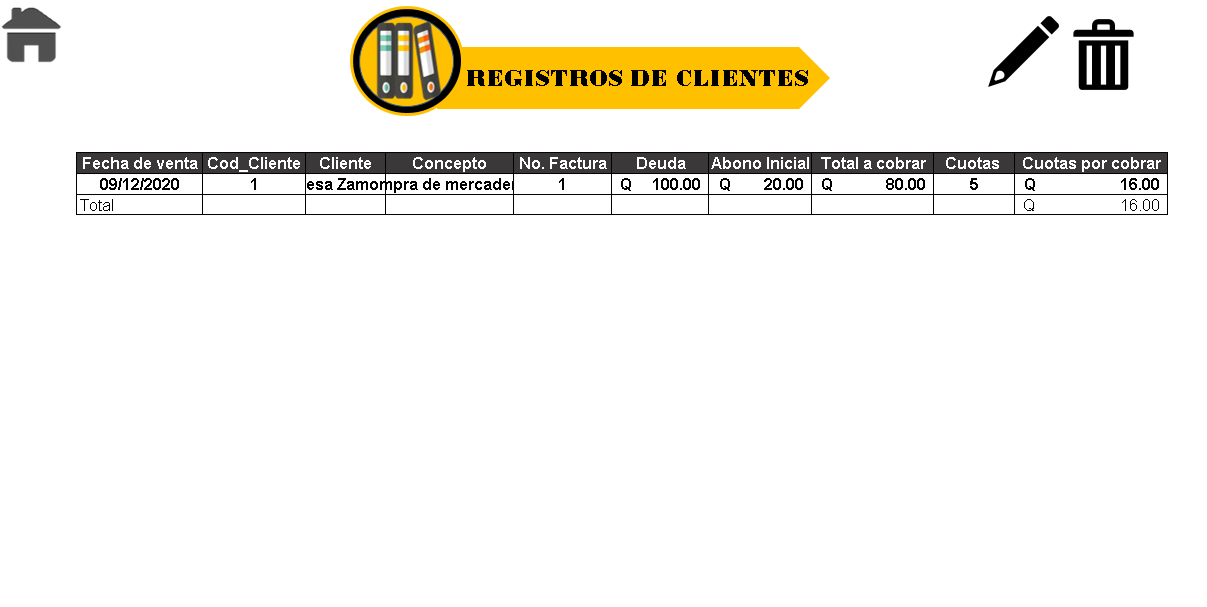 REGISTROS DE CLIENTES
Fecha de venta Cod_Cliente Cliente Concepto No. Factura Deuda Abono Inicial Total a cobrar Cuotas Cuotas por cobrar
09/12/2020 1 esa Zamo mpra de mercade 1 Q 100.00 Q 20.00 Q 80.00 5 Q 16.00
Total Q 16.00